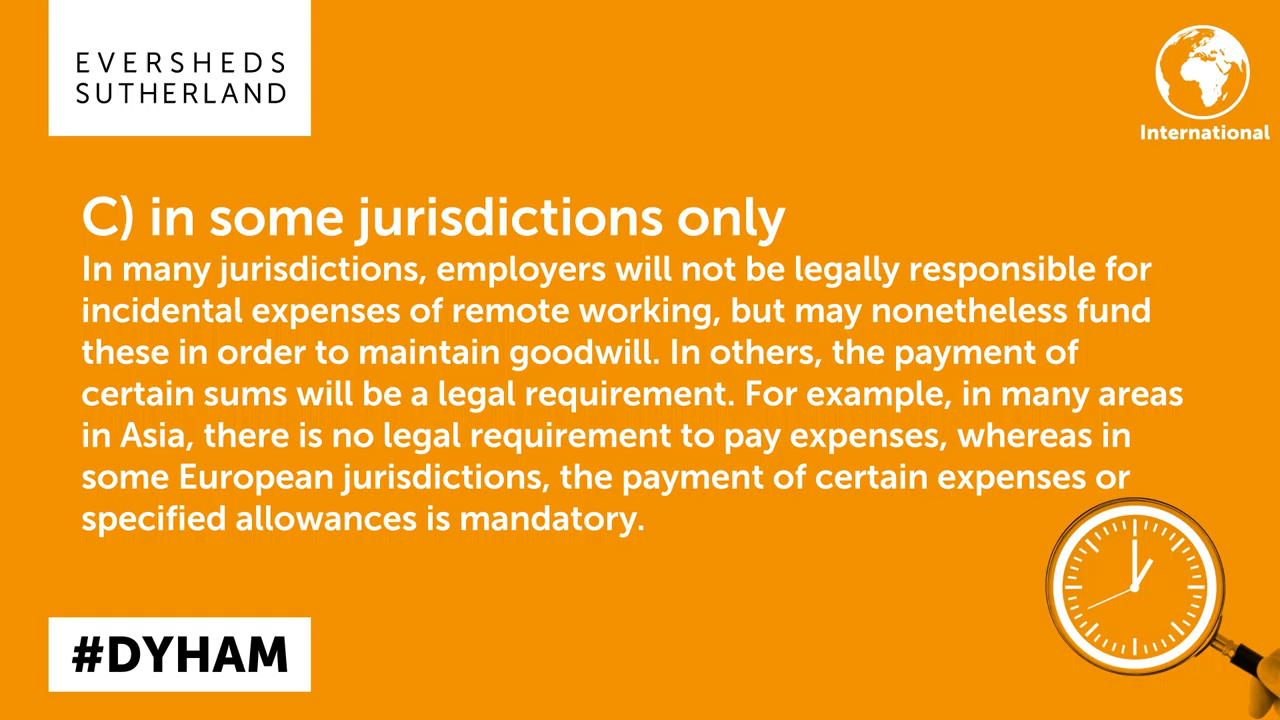 EVERSHEDS
SUTHERLAND
International
C) in some jurisdictions only
In many jurisdictions, employers will not be legally responsible for
incidental expenses of remote working, but may nonetheless fund
these in order to maintain goodwill. In others, the payment of
certain sums will be a legal requirement. For example, in many areas
in Asia, there is no legal requirement to pay expenses, whereas in
some European jurisdictions, the payment of certain expenses or
specified allowances is mandatory.
#DYHAM